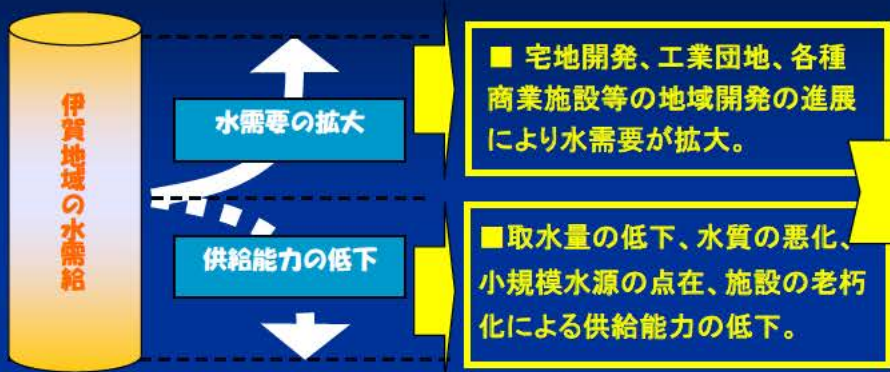 伊賀地域の水需給
水需要の拡大
■ 宅地開発、工業団地、各種
商業施設等の地域開発の進展
により水需要が拡大。
供給能力の低下
■取水量の低下、水質の悪化、
小規模水源の点在、施設の老朽
化による供給能力の低下。